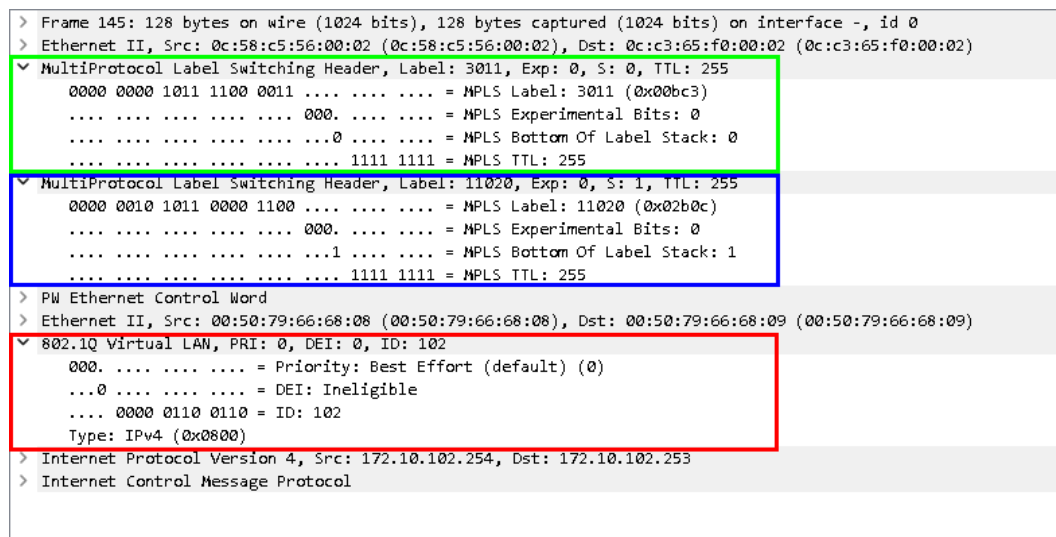 > Frame 145: 128 bytes on wire (1024 bits), 128 bytes captured (1024 bits) on interface -, id 0
> Ethernet II, Src: 0c:58:c5:56:00:02 (0c:58:c5:56:00:02), Dst: 0c:c3:65:f0:00:02 (0c:c3:65:f0:00:02)
MultiProtocol Label Switching Header, Label: 3011, Exp: 0, S: 0, TTL: 255
0000 0000 1011 1100 0011 .... .... .... = MPLS Label: 3011 (0x00bc3)
.... .... .... .... .... 000. .... .... = MPLS Experimental Bits: 0
.... .... .... .... .... ...0 .... .... = MPLS Bottom Of Label Stack: 0
.... .... .... .... .... .... 1111 1111 = MPLS TTL: 255
MultiProtocol Label Switching Header, Label: 11020, Exp: 0, S: 1, TTL: 255
0000 0010 1011 0000 1100 .... .... .... = MPLS Label: 11020 (0x02b0c)
.... .... .... .... .... 000. .... .... = MPLS Experimental Bits: 0
.... .... .... .... .... ...1 .... .... = MPLS Bottom Of Label Stack: 1
.... .... .... .... .... .... 1111 1111 = MPLS TTL: 255
> PW Ethernet Control Word
> Ethernet II, Src: 00:50:79:66:68:08 (00:50:79:66:68:08), Dst: 00:50:79:66:68:09 (00:50:79:66:68:09)
802.1Q Virtual LAN, PRI: 0, DEI: 0, ID: 102
000. .... .... .... = Priority: Best Effort (default) (0)
...0 .... .... .... = DEI: Ineligible
.... 0000 0110 0110 = ID: 102
Type: IPv4 (0x0800)
> Internet Protocol Version 4, Src: 172.10.102.254, Dst: 172.10.102.253
> Internet Control Message Protocol